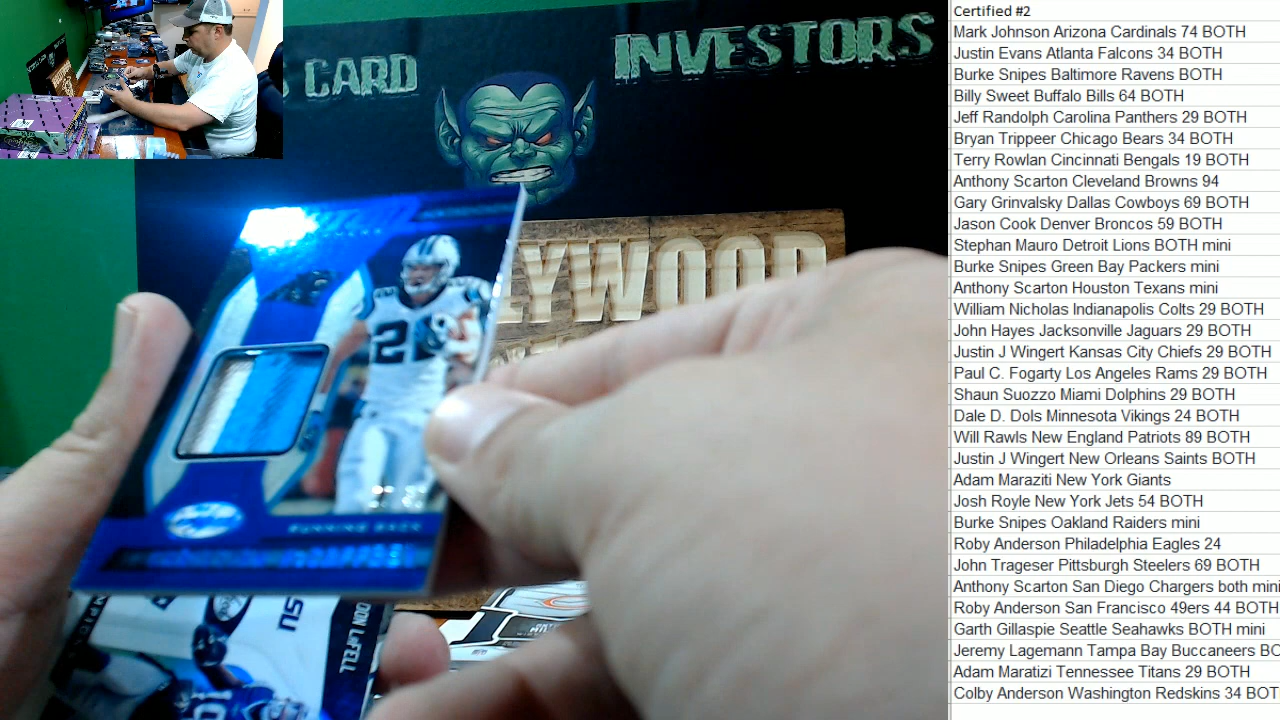 S CARD
INVESTORS
LYWOOD
2
RUNNING BACK
SU
DON LaFELL
Certified #2
Mark Johnson Arizona Cardinals 74 BOTH
Justin Evans Atlanta Falcons 34 BOTH
Burke Snipes Baltimore Ravens BOTH
Billy Sweet Buffalo Bills 64 BOTH
Jeff Randolph Carolina Panthers 29 BOTH
Bryan Trippeer Chicago Bears 34 BOTH
Terry Rowlan Cincinnati Bengals 19 BOTH
Anthony Scarton Cleveland Browns 94
Gary Grinvalsky Dallas Cowboys 69 BOTH
Jason Cook Denver Broncos 59 BOTH
Stephan Mauro Detroit Lions BOTH mini
Burke Snipes Green Bay Packers mini
Anthony Scarton Houston Texans mini
William Nicholas Indianapolis Colts 29 BOTH
John Hayes Jacksonville Jaguars 29 BOTH
Justin J Wingert Kansas City Chiefs 29 BOTH
Paul C. Fogarty Los Angeles Rams 29 BOTH
Shaun Suozzo Miami Dolphins 29 BOTH
Dale D. Dols Minnesota Vikings 24 BOTH
Will Rawls New England Patriots 89 BOTH
Justin J Wingert New Orleans Saints BOTH
Adam Maraziti New York Giants
Josh Royle New York Jets 54 BOTH
Burke Snipes Oakland Raiders mini
Roby Anderson Philadelphia Eagles 24
John Trageser Pittsburgh Steelers 69 BOTH
Anthony Scarton San Diego Chargers both mini
Roby Anderson San Francisco 49ers 44 BOTH
Garth Gillaspie Seattle Seahawks BOTH mini
Jeremy Lagemann Tampa Bay Buccaneers BO
Adam Maratizi Tennessee Titans 29 BOTH
Colby Anderson Washington Redskins 34 BOT